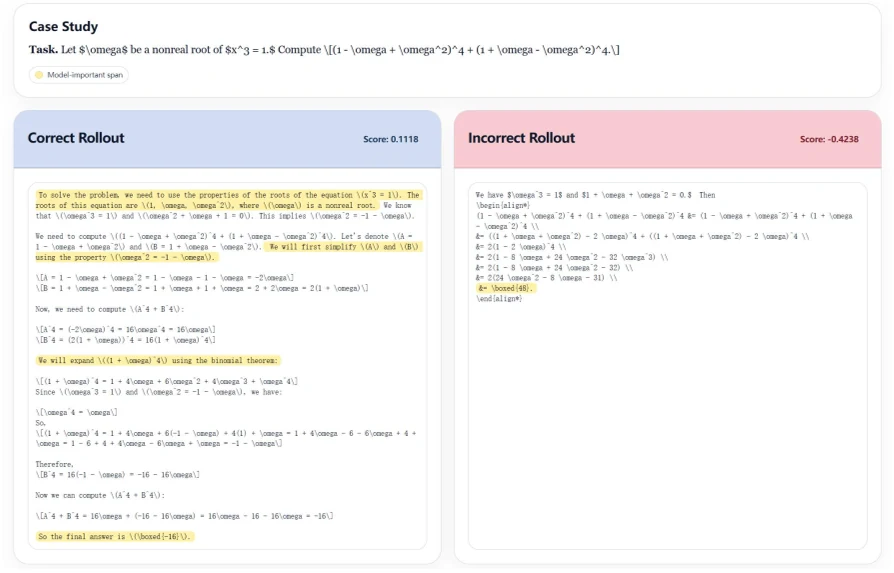 Case Study
Task. Let $\omega$ be a nonreal root of $x^3 = 1.$ Compute \[(1 - \omega + \omega^2)^4 + (1 + \omega - \omega^2)^4.\]
Model-important span
Correct Rollout
Score: 0.1118
To solve the problem, we need to use the properties of the roots of the equation \(x^3 = 1\). The
roots of this equation are \(1, \omega, \omega^2\), where \(\omega\) is a nonreal root. We know
that \(\omega^3 = 1\) and \(\omega^2 + \omega + 1 = 0\). This implies \(\omega^2 = -1 - \omega\).
We need to compute \((1 - \omega + \omega^2)^4 + (1 + \omega - \omega^2)^4\). Let's denote \(A =
1 - \omega + \omega^2\) and \(B = 1 + \omega - \omega^2\). We will first simplify \(A\) and \(B\)
using the property \(\omega^2 = -1 - \omega\).
\[A = 1 - \omega + \omega^2 = 1 - \omega - 1 - \omega = -2\omega\]
\[B = 1 + \omega - \omega^2 = 1 + \omega + 1 + \omega = 2 + 2\omega = 2(1 + \omega)\]
Now, we need to compute \(A^4 + B^4\):
\[A^4 = (-2\omega)^4 = 16\omega^4 = 16\omega\]
\[B^4 = (2(1 + \omega))^4 = 16(1 + \omega)^4\]
We will expand \((1 + \omega)^4\) using the binomial theorem:
\[(1 + \omega)^4 = 1 + 4\omega + 6\omega^2 + 4\omega^3 + \omega^4\]
Since \(\omega^3 = 1\) and \(\omega^2 = -1 - \omega\), we have:
\[\omega^4 = \omega\]
So,
\[(1 + \omega)^4 = 1 + 4\omega + 6(-1 - \omega) + 4(1) + \omega = 1 + 4\omega - 6 - 6\omega + 4 +
\omega = 1 - 6 + 4 + 4\omega - 6\omega + \omega = -1 - \omega\]
Therefore,
\[B^4 = 16(-1 - \omega) = -16 - 16\omega\]
Now we can compute \(A^4 + B^4\):
\[A^4 + B^4 = 16\omega + (-16 - 16\omega) = 16\omega - 16 - 16\omega = -16\]
So the final answer is \(\boxed{-16}\).
Incorrect Rollout
Score: -0.4238
We have $\omega^3 = 1$ and $1 + \omega + \omega^2 = 0.$ Then
\begin{align*}
(1 - \omega + \omega^2)^4 + (1 + \omega - \omega^2)^4 &= (1 - \omega + \omega^2)^4 + (1 + \omega
- \omega^2)^4 \\
&= ((1 + \omega + \omega^2) - 2 \omega)^4 + ((1 + \omega + \omega^2) - 2 \omega)^4 \\
&= 2(1 - 2 \omega)^4 \\
&= 2(1 - 8 \omega + 24 \omega^2 - 32 \omega^3) \\
&= 2(1 - 8 \omega + 24 \omega^2 - 32) \\
&= 2(24 \omega^2 - 8 \omega - 31) \\
&= \boxed{48}.
\end{align*}